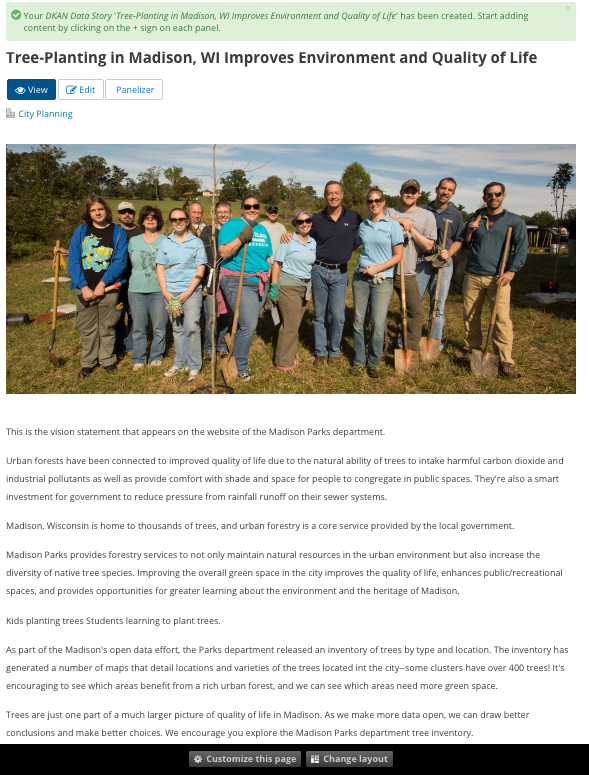 Your DKAN Data Story 'Tree-Planting in Madison, WI Improves Environment and Quality of Life' has been created. Start adding
content by clicking on the + sign on each panel.
Tree-Planting in Madison, WI Improves Environment and Quality of Life
View Edit Panelizer
City Planning
This is the vision statement that appears on the website of the Madison Parks department.
Urban forests have been connected to improved quality of life due to the natural ability of trees to intake harmful carbon dioxide and
industrial pollutants as well as provide comfort with shade and space for people to congregate in public spaces. They're also a smart
investment for government to reduce pressure from rainfall runoff on their sewer systems.
Madison, Wisconsin is home to thousands of trees, and urban forestry is a core service provided by the local government.
Madison Parks provides forestry services to not only maintain natural resources in the urban environment but also increase the
diversity of native tree species. Improving the overall green space in the city improves the quality of life, enhances public/recreational
spaces, and provides opportunities for greater learning about the environment and the heritage of Madison.
Kids planting trees Students learning to plant trees.
As part of the Madison's open data effort, the Parks department released an inventory of trees by type and location. The inventory has
generated a number of maps that detail locations and varieties of the trees located int the city—some clusters have over 400 trees! It's
encouraging to see which areas benefit from a rich urban forest, and we can see which areas need more green space.
Trees are just one part of a much larger picture of quality of life in Madison. As we make more data open, we can draw better
conclusions and make better choices. We encourage you explore the Madison Parks department tree inventory.
Customize this page Change layout